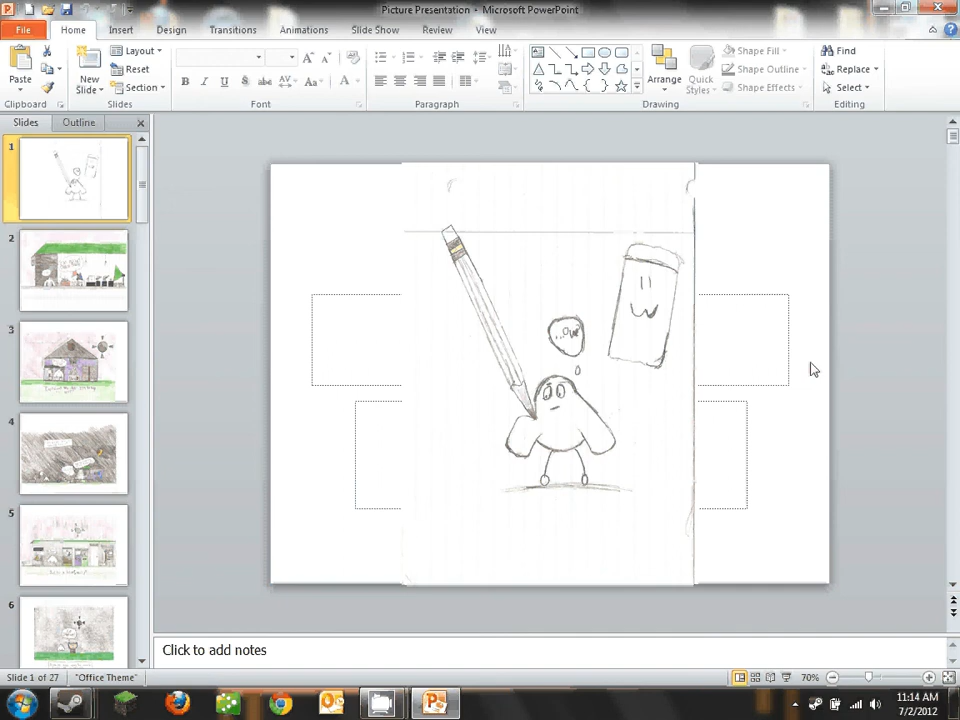 Picture Presentation - Microsoft PowerPoint
File
Home
Insert
Design
Transitions
Animations
Slide Show
Review
View
Paste
Clipboard
New
Slide
Layout
Reset
Section
Slides
Font
Paragraph
Arrange
Quick
Styles
Shape Fill
Shape Outline
Shape Effects
Drawing
Find
Replace
Select
Editing
Slides
Outline
1
2
3
4
5
6
Click to add notes
Slide 1 of 27
"Office Theme"
70%
11:14 AM
7/2/2012